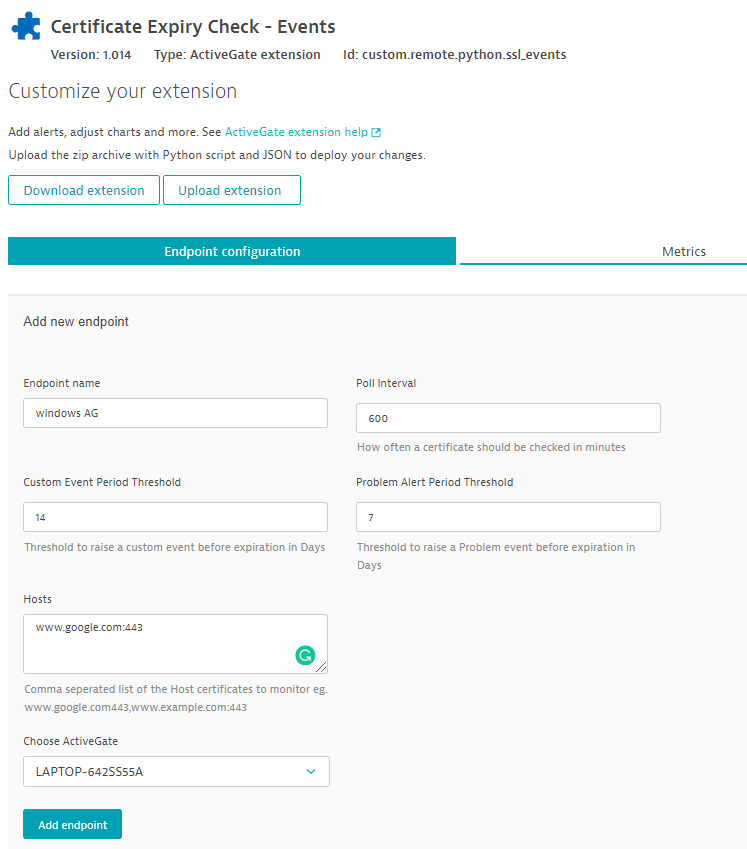 Certificate Expiry Check - Events
Version: 1.014 Type: ActiveGate extension Id: custom.remote.python.ssl_events
Customize your extension
Add alerts, adjust charts and more. See ActiveGate extension help
Upload the zip archive with Python script and JSON to deploy your changes.
Download extension Upload extension
Endpoint configuration Metrics
Add new endpoint
Endpoint name Poll Interval
windows AG 600
How often a certificate should be checked in minutes
Custom Event Period Threshold Problem Alert Period Threshold
14 7
Threshold to raise a custom event before expiration in Days Threshold to raise a Problem event before expiration in
Days
Hosts
www.google.com:443
Comma seperated list of the Host certificates to monitor eg.
www.google.com443,www.example.com:443
Choose ActiveGate
LAPTOP-642SS55A
Add endpoint